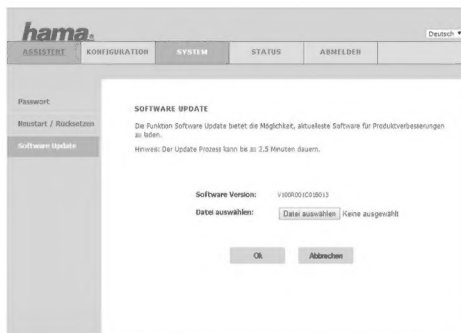 hama®
Deutsch
ASSISTENT KONFIGURATION SYSTEM STATUS ABMELDEN
Passwort
Neustart / Rücksetzen
Software Update
SOFTWARE UPDATE
Die Funktion Software Update bietet die Möglichkeit, aktuelleste Software für Produktverbesserungen
zu laden.
Hinweis: Der Update Prozess kann bis zu 2,5 Minuten dauern.
Software Version: V100R001C01B013
Datei auswählen: Datei auswählen Keine ausgewählt
Ok Abbrechen